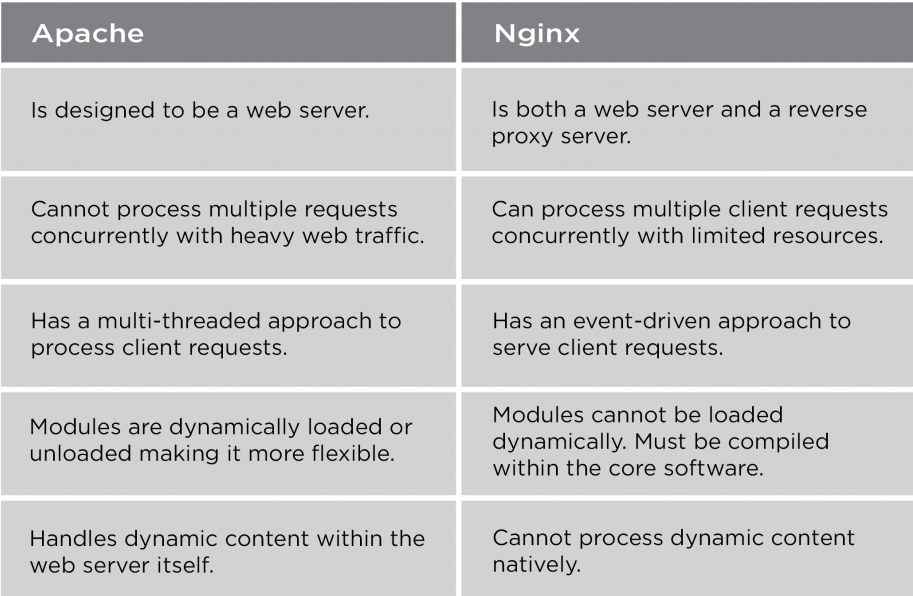 Apache
Nginx
Is designed to be a web server.
Is both a web server and a reverse
proxy server.
Cannot process multiple requests
concurrently with heavy web traffic.
Can process multiple client requests
concurrently with limited resources.
Has a multi-threaded approach to
process client requests.
Has an event-driven approach to
serve client requests.
Modules are dynamically loaded or
unloaded making it more flexible.
Modules cannot be loaded
dynamically. Must be compiled
within the core software.
Handles dynamic content within the
web server itself.
Cannot process dynamic content
natively.